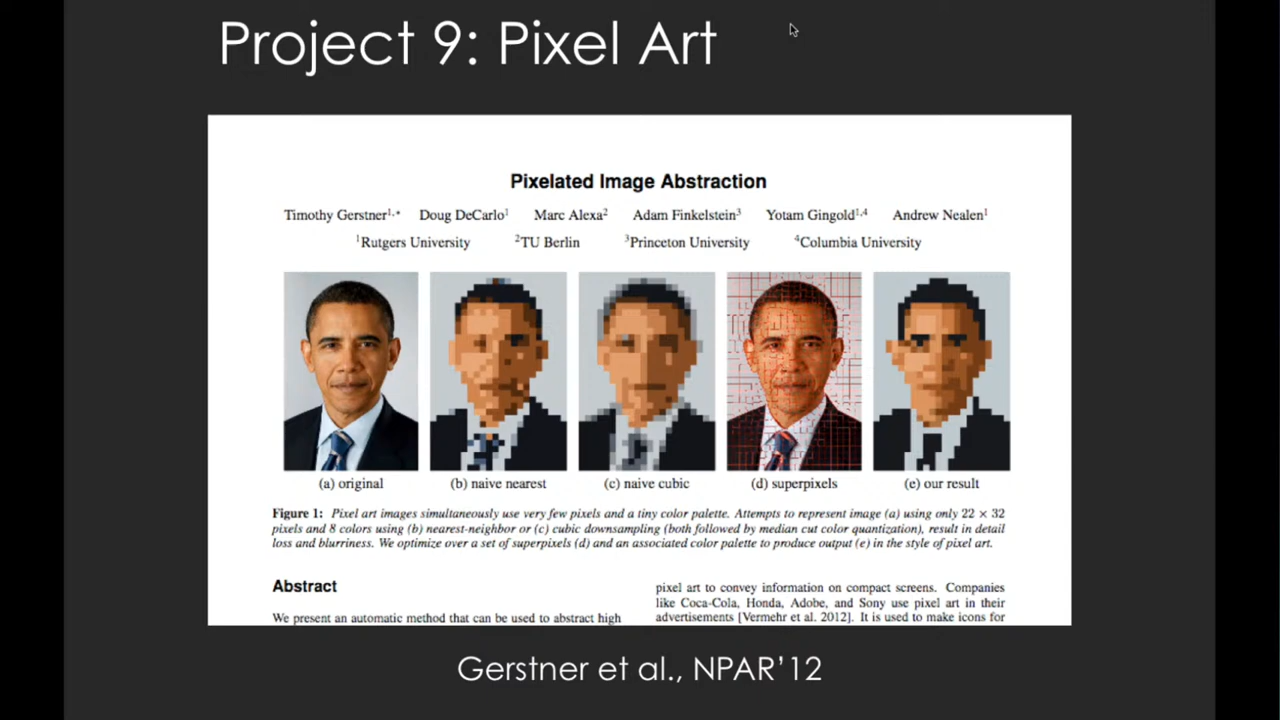 Project 9: Pixel Art
Pixelated Image Abstraction
Timothy Gerstner¹,* Doug DeCarlo¹ Marc Alexa² Adam Finkelstein³ Yotam Gingold¹,⁴ Andrew Nealen¹
¹Rutgers University ²TU Berlin ³Princeton University ⁴Columbia University
(a) original (b) naive nearest (c) naive cubic (d) superpixels (e) our result
Figure 1: Pixel art images simultaneously use very few pixels and a tiny color palette. Attempts to represent image (a) using only 22 × 32
pixels and 8 colors using (b) nearest-neighbor or (c) cubic downsampling (both followed by median cut color quantization), result in detail
loss and blurriness. We optimize over a set of superpixels (d) and an associated color palette to produce output (e) in the style of pixel art.
Abstract
We present an automatic method that can be used to abstract high
pixel art to convey information on compact screens. Companies
like Coca-Cola, Honda, Adobe, and Sony use pixel art in their
advertisements [Vermehr et al. 2012]. It is used to make icons for
Gerstner et al., NPAR'12